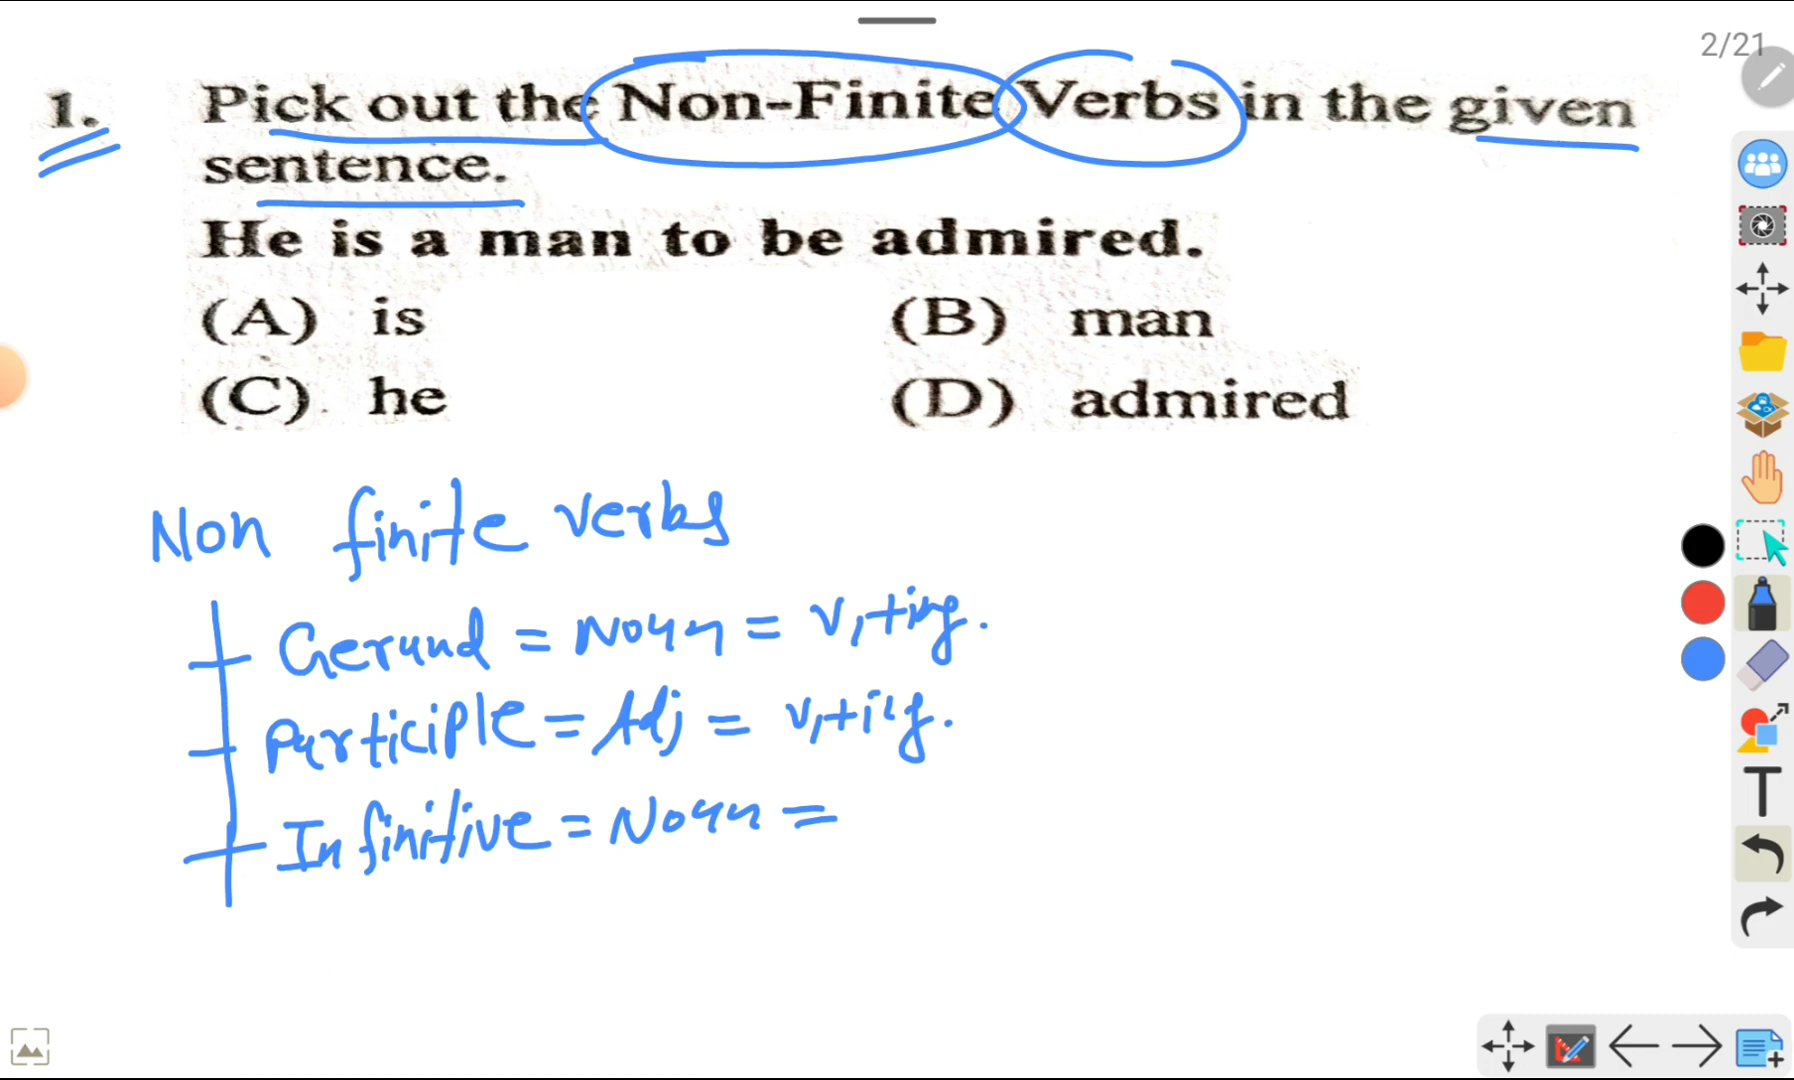 2/21
1. Pick out the Non-Finite Verbs in the given
sentence.
He is a man to be admired.
(A) is (B) man
(C) he (D) admired
Non finite verbs
Gerund = Noun = V1+ing.
Participle = Adj = V1+ing.
Infinitive = Noun =
T